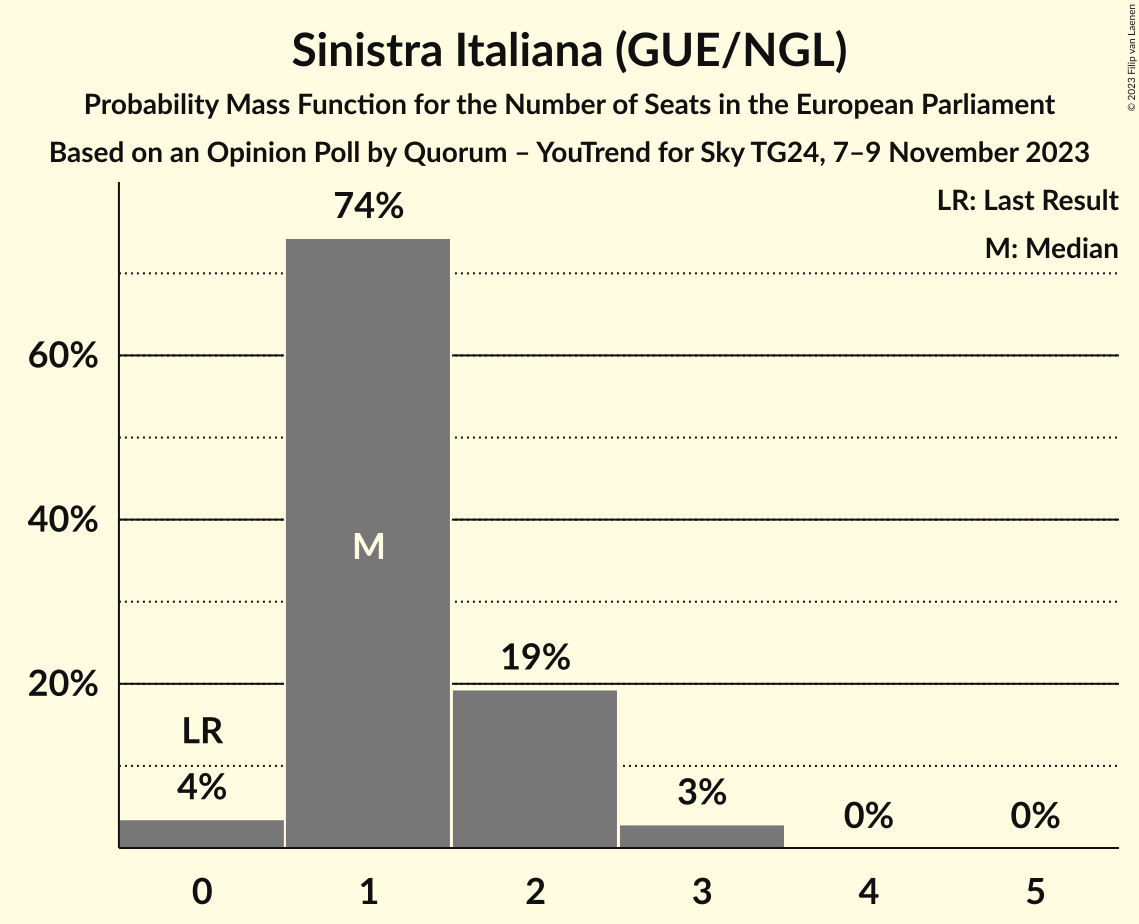 Sinistra Italiana (GUE/NGL)
Probability Mass Function for the Number of Seats in the European Parliament
Based on an Opinion Poll by Quorum – YouTrend for Sky TG24, 7–9 November 2023
© 2023 Filip van Laenen
LR: Last Result
M: Median
74%
60%
40%
M
19%
20%
LR
4%
3%
0%
0%
0
1
2
3
4
5